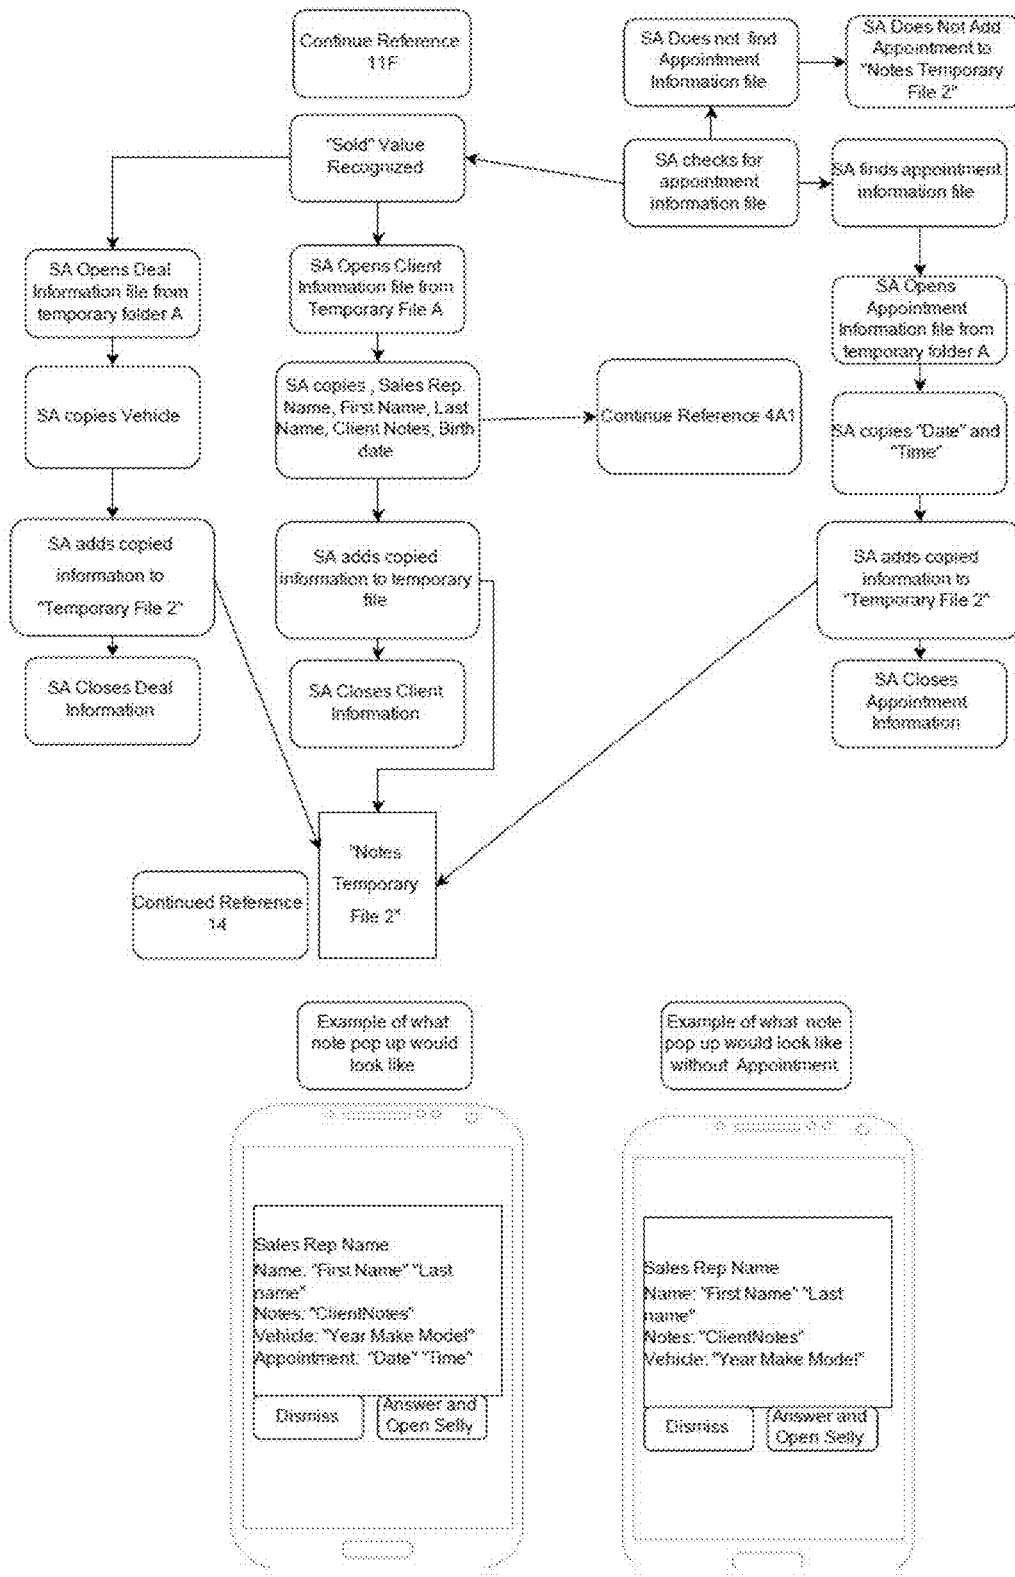 Continue Reference
11F
SA Does not find
Appointment
Information file
SA Does Not Add
Appointment to
"Notes Temporary
File 2"
"Sold" Value
Recognized
SA checks for
appointment
information file
SA finds appointment
information file
SA Opens Deal
Information file from
temporary folder A
SA Opens Client
Information file from
Temporary File A
SA Opens
Appointment
Information file from
temporary folder A
SA copies Vehicle
SA copies , Sales Rep.
Name, First Name, Last
Name, Client Notes, Birth
date
Continue Reference 4A1
SA copies "Date" and
"Time"
SA adds copied
information to
"Temporary File 2"
SA adds copied
information to temporary
file
SA adds copied
information to
"Temporary File 2"
SA Closes Deal
Information
SA Closes Client
Information
SA Closes
Appointment
Information
"Notes
Temporary
File 2"
Continued Reference
14
Example of what
note pop up would
look like
Example of what note
pop up would look like
without Appointment
Sales Rep Name
Name: "First Name" "Last
name"
Notes: "ClientNotes"
Vehicle: "Year Make Model"
Appointment: "Date" "Time"
Dismiss
Answer and
Open Selly
Sales Rep Name
Name: "First Name" "Last
name"
Notes: "ClientNotes"
Vehicle: "Year Make Model"
Dismiss
Answer and
Open Selly